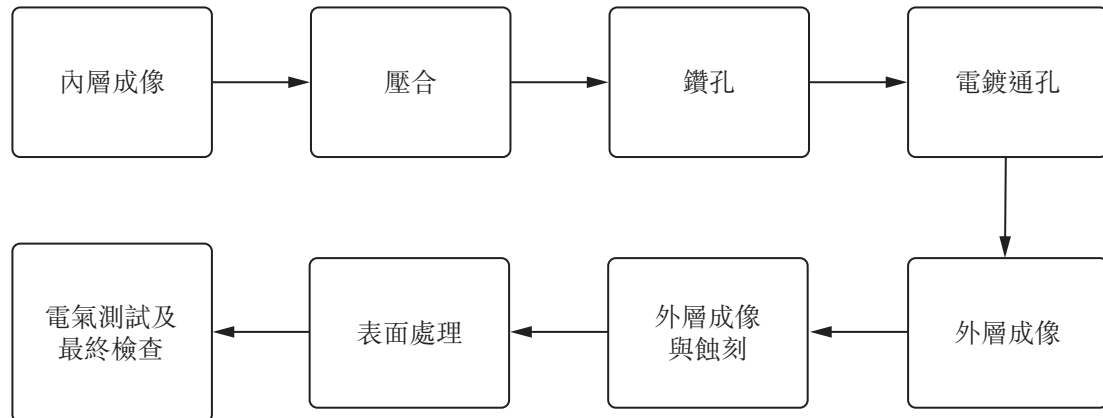 內層成像
壓合
鑽孔
電鍍通孔
外層成像
外層成像
與蝕刻
表面處理
電氣測試及
最終檢查